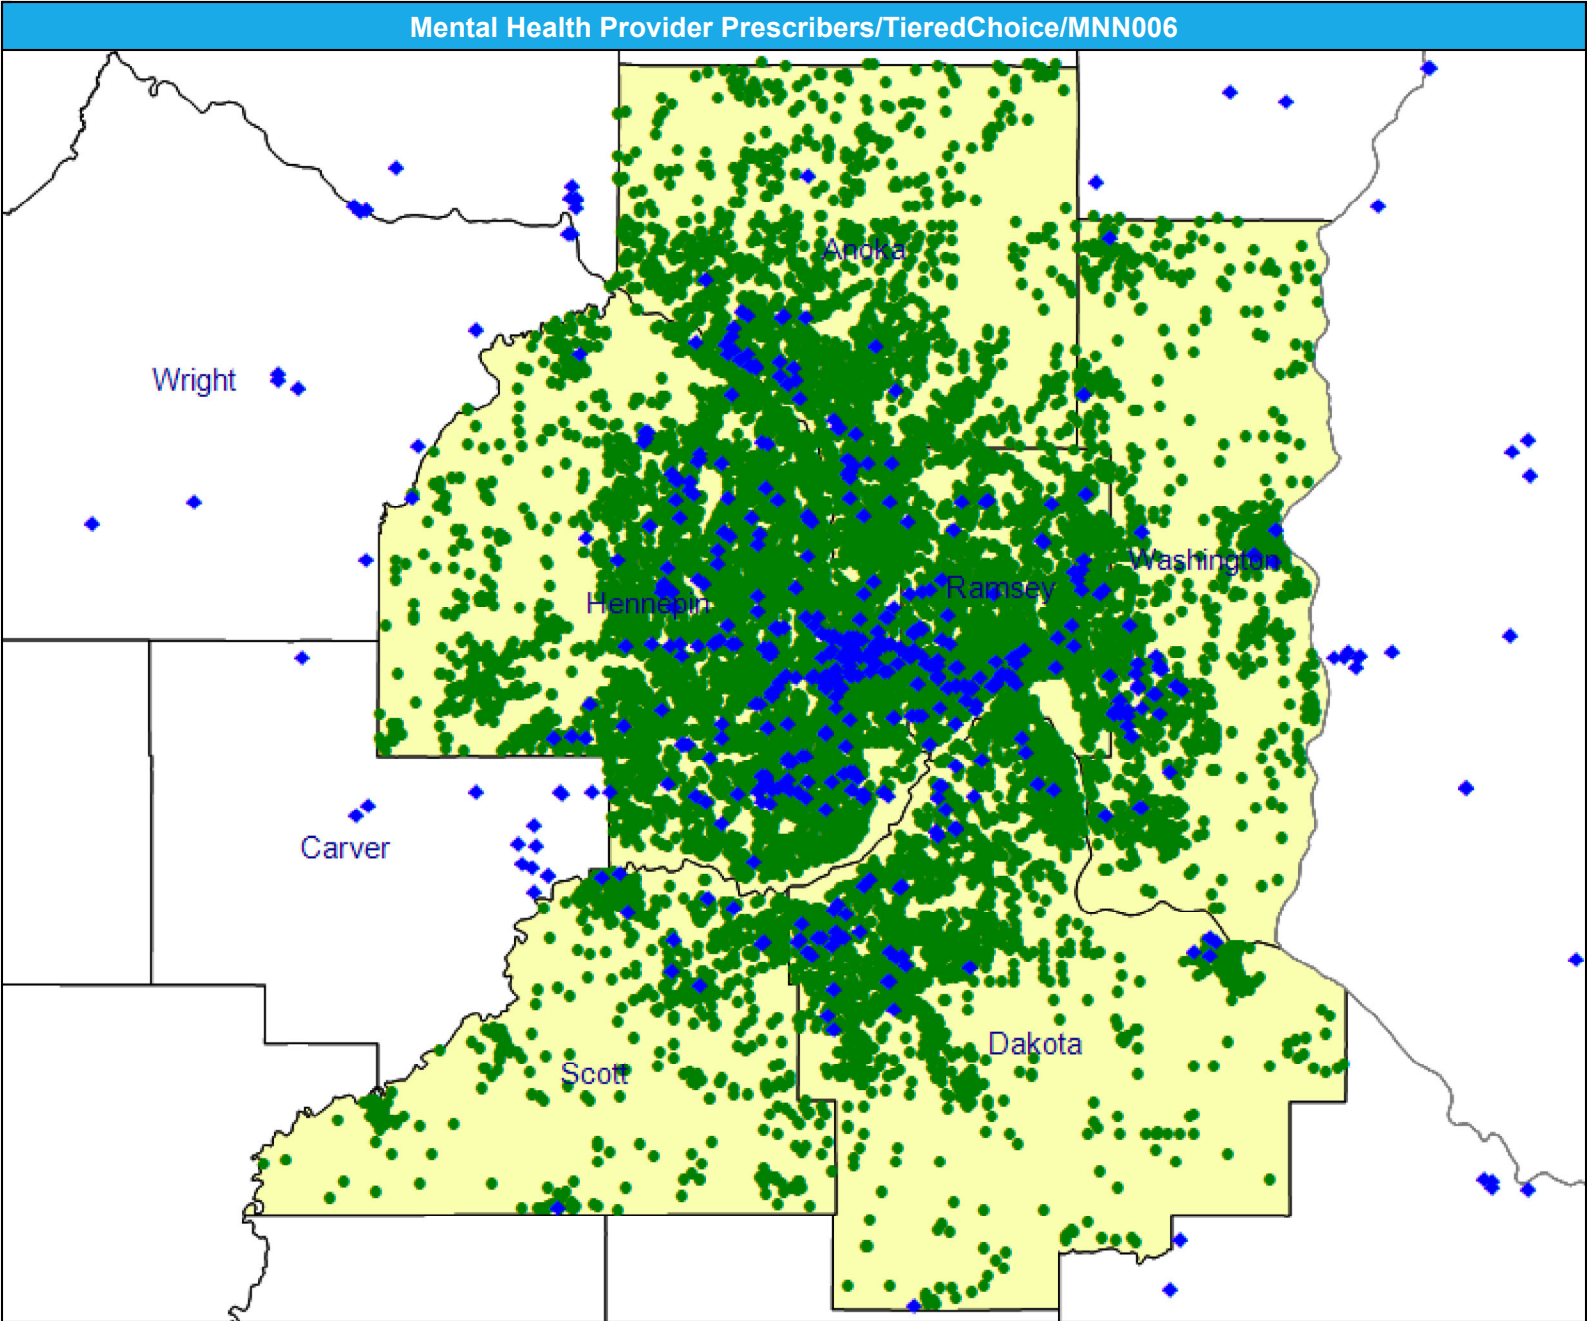 Mental Health Provider Prescribers/TieredChoice/MNN006
Anoka
Wright
Washington
Ramsey
Hennepin
Carver
Dakota
Scott